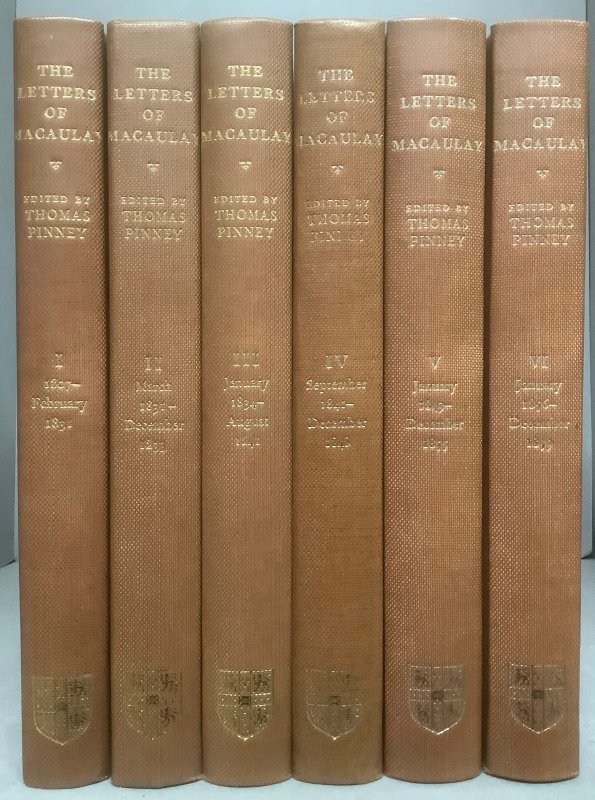 THE
LETTERS
OF
MACAULAY
EDITED BY
THOMAS
PINNEY
I
1807–
February
1831
THE
LETTERS
OF
MACAULAY
EDITED BY
THOMAS
PINNEY
II
March
1831–
December
1833
THE
LETTERS
OF
MACAULAY
EDITED BY
THOMAS
PINNEY
III
January
1834–
August
1841
THE
LETTERS
OF
MACAULAY
EDITED BY
THOMAS
PINNEY
IV
September
1841–
December
1848
THE
LETTERS
OF
MACAULAY
EDITED BY
THOMAS
PINNEY
V
January
1849–
December
1855
THE
LETTERS
OF
MACAULAY
EDITED BY
THOMAS
PINNEY
VI
January
1856–
December
1859